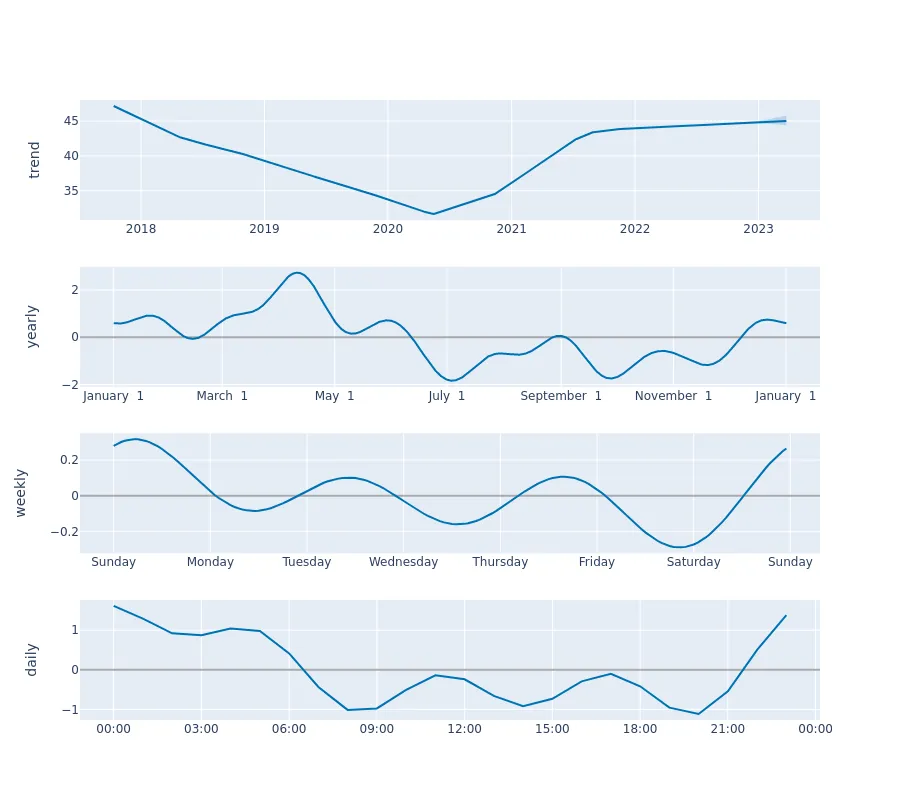 trend
45
40
35
2018 2019 2020 2021 2022 2023
yearly
2
0
−2
January 1 March 1 May 1 July 1 September 1 November 1 January 1
weekly
0.2
0
−0.2
Sunday Monday Tuesday Wednesday Thursday Friday Saturday Sunday
daily
1
0
−1
00:00 03:00 06:00 09:00 12:00 15:00 18:00 21:00 00:00